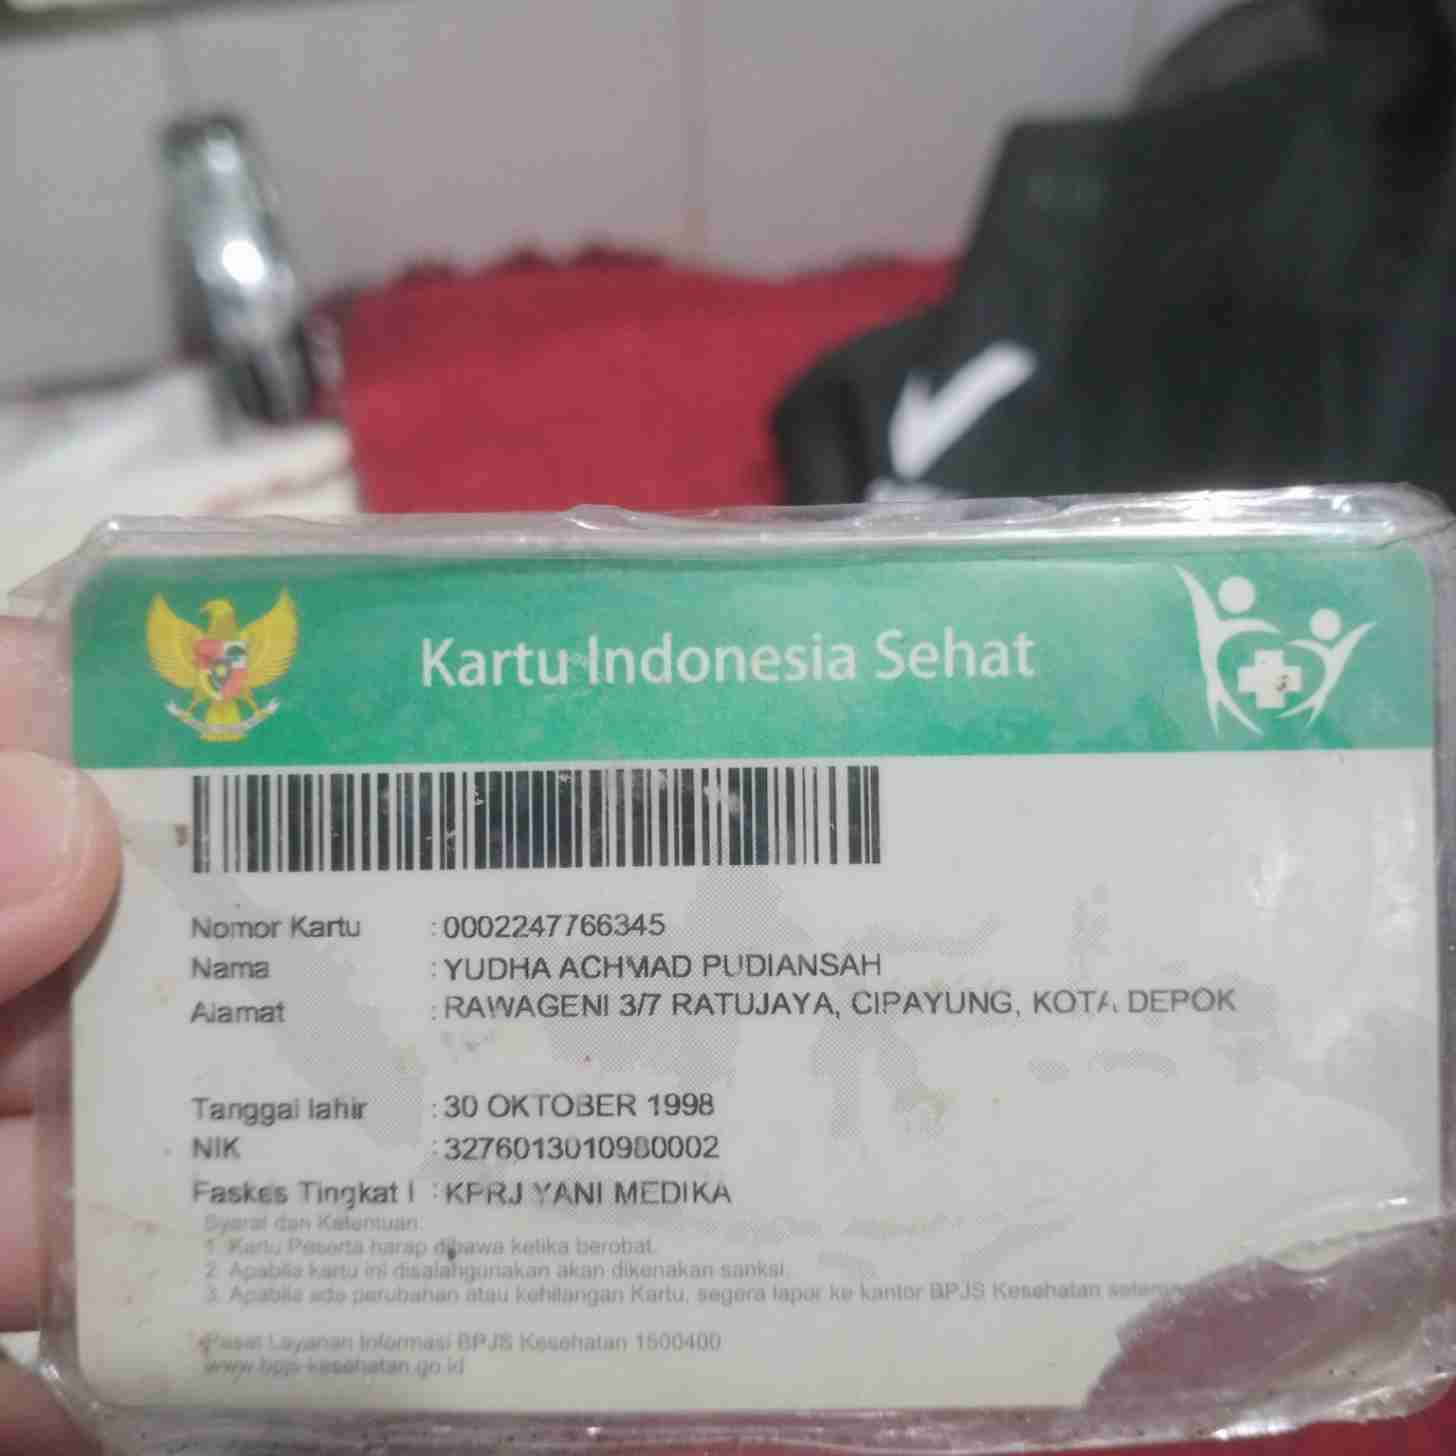 Kartu Indonesia Sehat
Nomor Kartu : 0002247766345
Nama : YUDHA ACHMAD PUDIANSAH
Alamat : RAWAGENI 3/7 RATUJAYA, CIPAYUNG, KOTA DEPOK
Tanggal lahir : 30 OKTOBER 1998
NIK : 3276013010980002
Faskes Tingkat I : KPRJ YANI MEDIKA
Syarat dan Ketentuan:
1. Kartu Peserta harap dibawa ketika berobat.
2. Apabila kartu ini disalahgunakan akan dikenakan sanksi.
3. Apabila ada perubahan atau kehilangan Kartu, segera lapor ke kantor BPJS Kesehatan
Pusat Layanan Informasi BPJS Kesehatan 1500400
www.bpjs-kesehatan.go.id